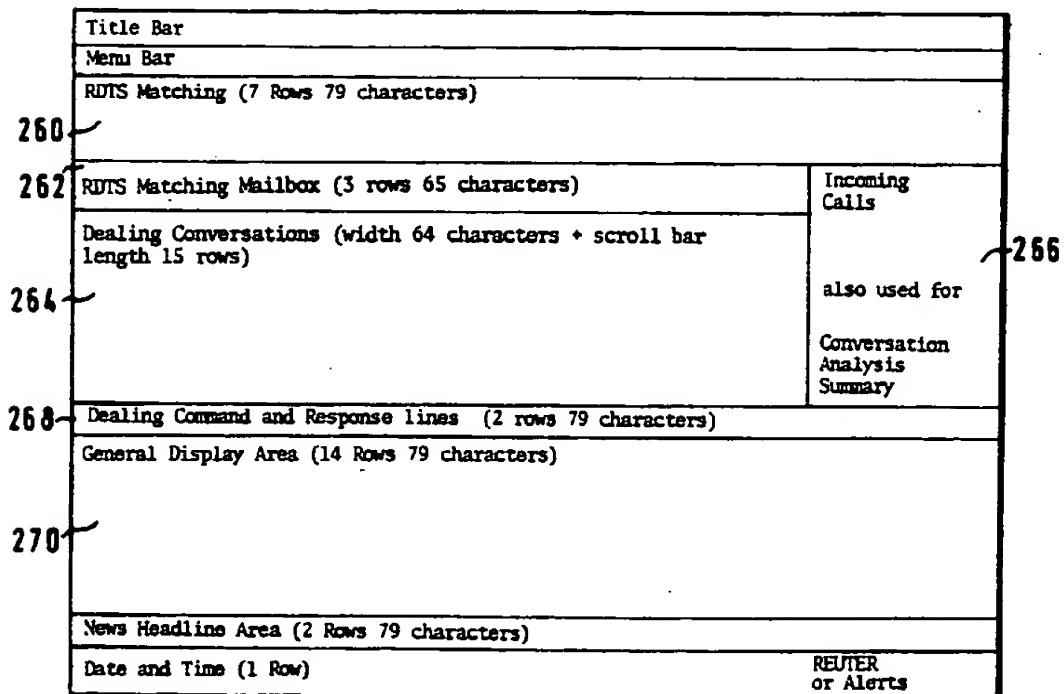 Title Bar
Menu Bar
RDTS Matching (7 Rows 79 characters)
260
262
RDTS Matching Mailbox (3 rows 65 characters)
Incoming
Calls
Dealing Conversations (width 64 characters + scroll bar
length 15 rows)
266
264
also used for
Conversation
Analysis
Summary
268
Dealing Command and Response lines (2 rows 79 characters)
General Display Area (14 Rows 79 characters)
270
News Headline Area (2 Rows 79 characters)
Date and Time (1 Row)
REUTER
or Alerts